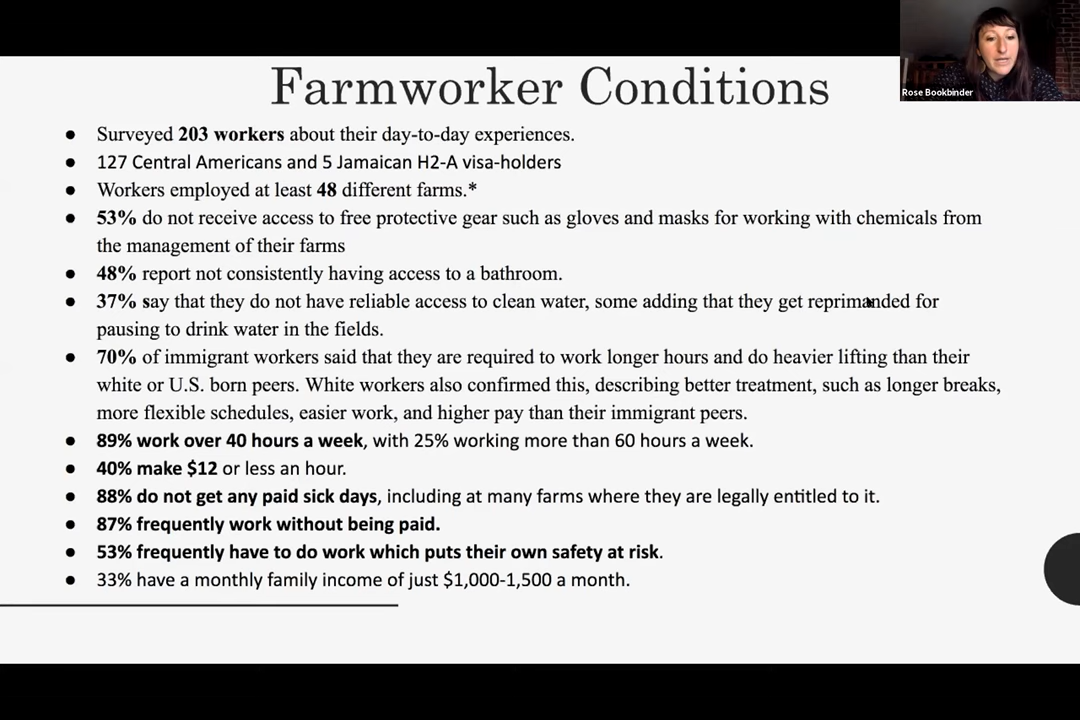 Farmworker Conditions
Rose Bookbinder
● Surveyed 203 workers about their day-to-day experiences.
● 127 Central Americans and 5 Jamaican H2-A visa-holders
● Workers employed at least 48 different farms.*
● 53% do not receive access to free protective gear such as gloves and masks for working with chemicals from
the management of their farms
● 48% report not consistently having access to a bathroom.
● 37% say that they do not have reliable access to clean water, some adding that they get reprimanded for
pausing to drink water in the fields.
● 70% of immigrant workers said that they are required to work longer hours and do heavier lifting than their
white or U.S. born peers. White workers also confirmed this, describing better treatment, such as longer breaks,
more flexible schedules, easier work, and higher pay than their immigrant peers.
● 89% work over 40 hours a week, with 25% working more than 60 hours a week.
● 40% make $12 or less an hour.
● 88% do not get any paid sick days, including at many farms where they are legally entitled to it.
● 87% frequently work without being paid.
● 53% frequently have to do work which puts their own safety at risk.
● 33% have a monthly family income of just $1,000-1,500 a month.